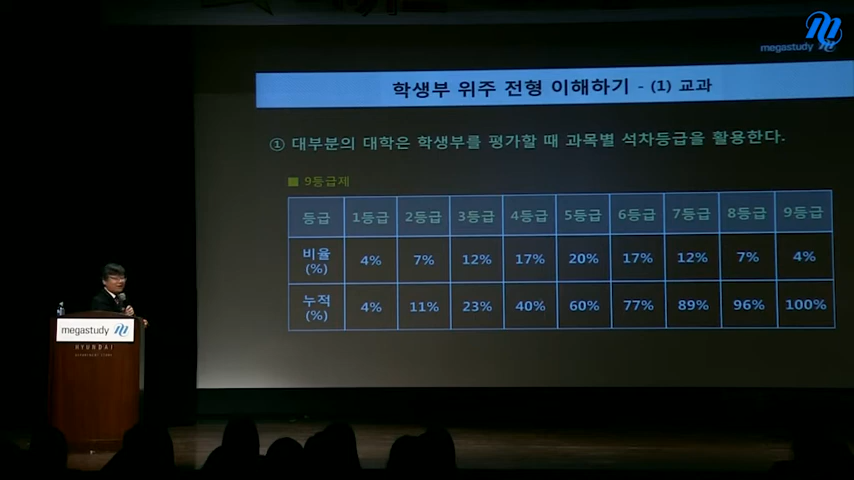 megastudy
학생부 위주 전형 이해하기 - (1) 교과
① 대부분의 대학은 학생부를 평가할 때 과목별 석차등급을 활용한다.
■ 9등급제
등급 1등급 2등급 3등급 4등급 5등급 6등급 7등급 8등급 9등급
비율 (%) 4% 7% 12% 17% 20% 17% 12% 7% 4%
누적 (%) 4% 11% 23% 40% 60% 77% 89% 96% 100%
megastudy
HYUNDAI